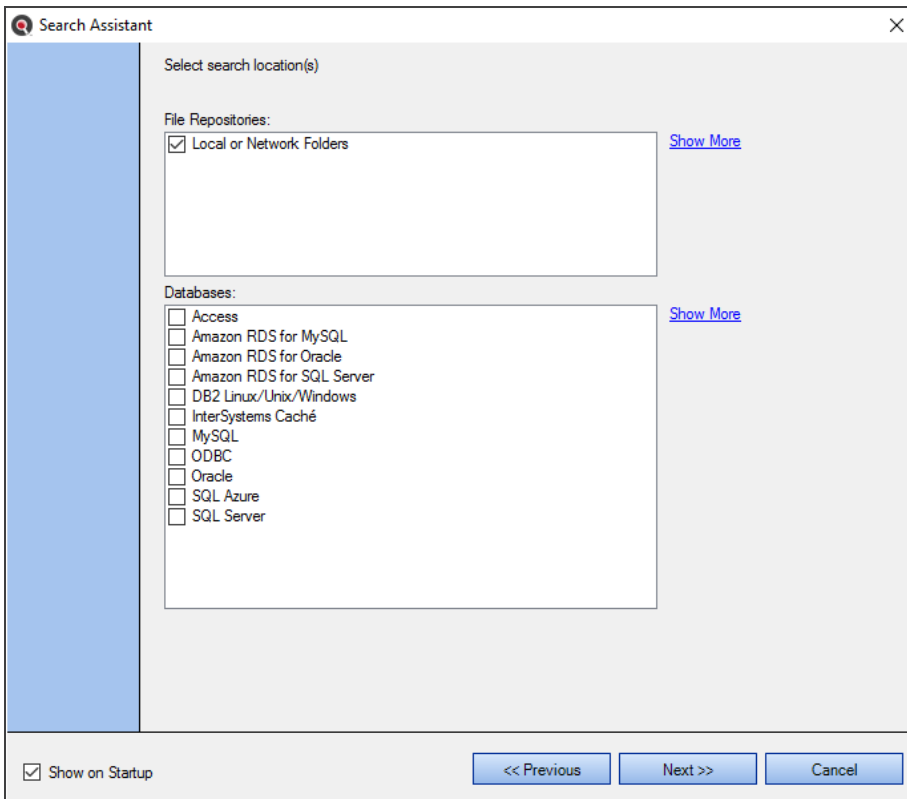 Search Assistant
Select search location(s)
File Repositories:
Local or Network Folders
Show More
Databases:
Access
Show More
Amazon RDS for MySQL
Amazon RDS for Oracle
Amazon RDS for SQL Server
DB2 Linux/Unix/Windows
InterSystems Caché
MySQL
ODBC
Oracle
SQL Azure
SQL Server
Show on Startup
<< Previous
Next >>
Cancel